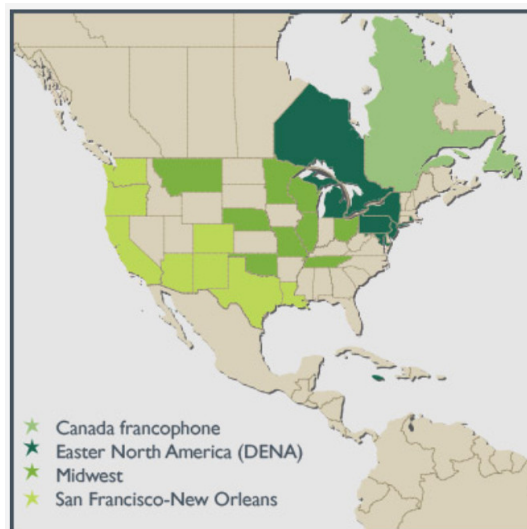 Canada francophone
Easter North America (DENA)
Midwest
San Francisco-New Orleans